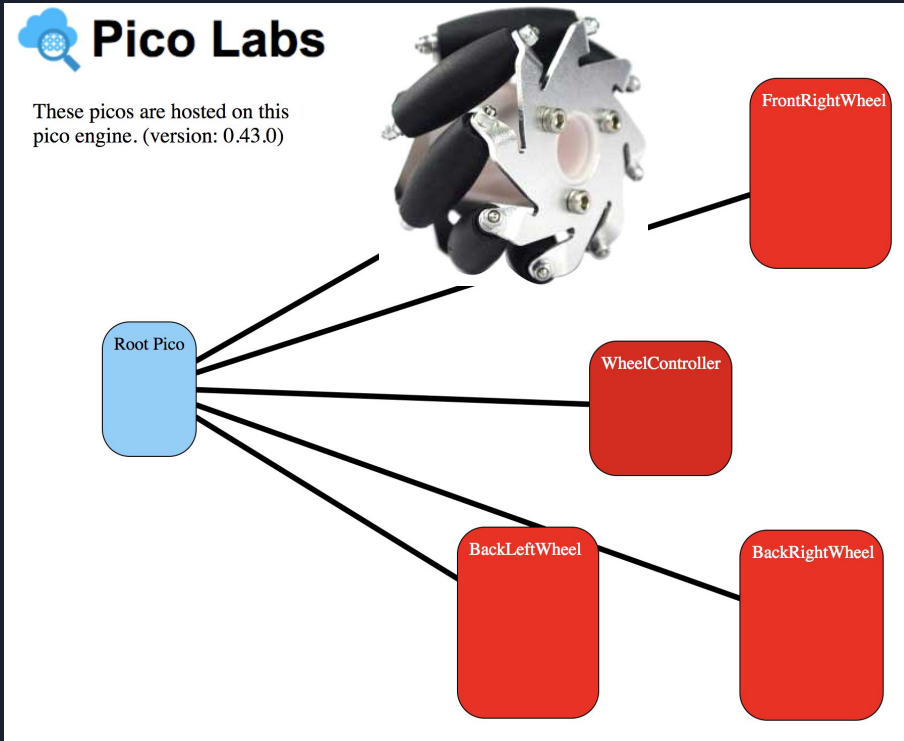 Pico Labs
These picos are hosted on this
pico engine. (version: 0.43.0)
FrontRightWheel
Root Pico
WheelController
BackLeftWheel
BackRightWheel